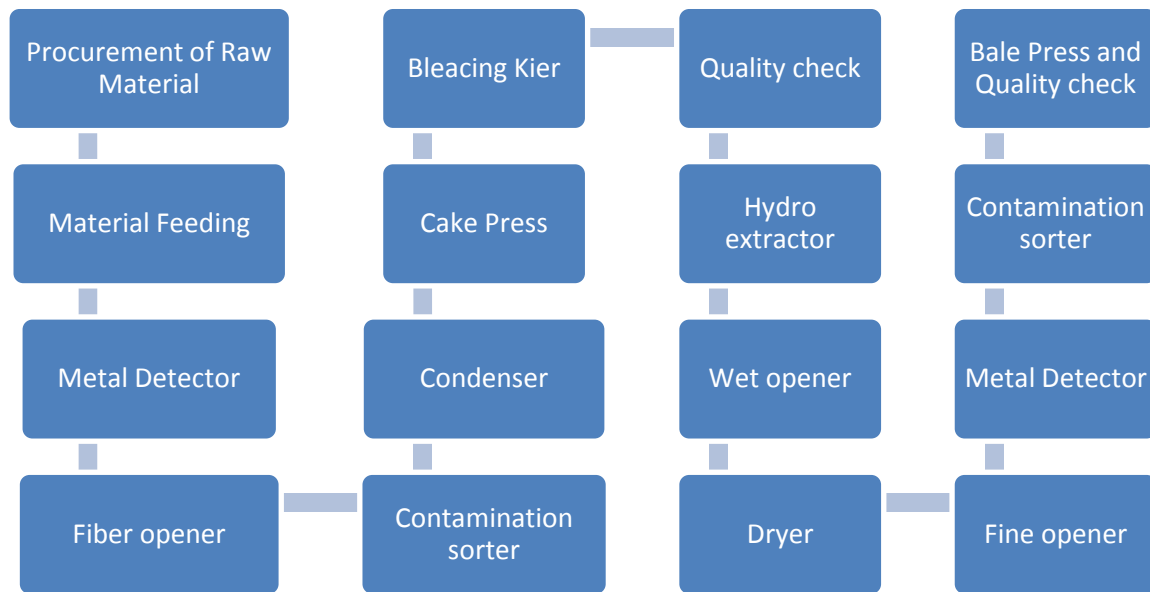 Procurement of Raw
Material
Material Feeding
Metal Detector
Fiber opener
Contamination
sorter
Condenser
Cake Press
Bleacing Kier
Quality check
Hydro
extractor
Wet opener
Dryer
Fine opener
Metal Detector
Contamination
sorter
Bale Press and
Quality check